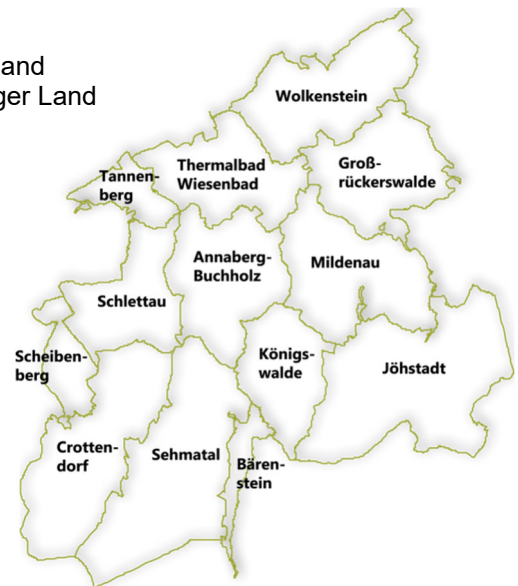 and
ger Land
Wolkenstein
Groß-
rückerswalde
Thermalbad
Wiesenbad
Tannen-
berg
Annaberg-
Buchholz
Mildenau
Schlettau
Scheiben-
berg
Königs-
walde
Jöhstadt
Crotten-
dorf
Sehmatal
Bären-
stein